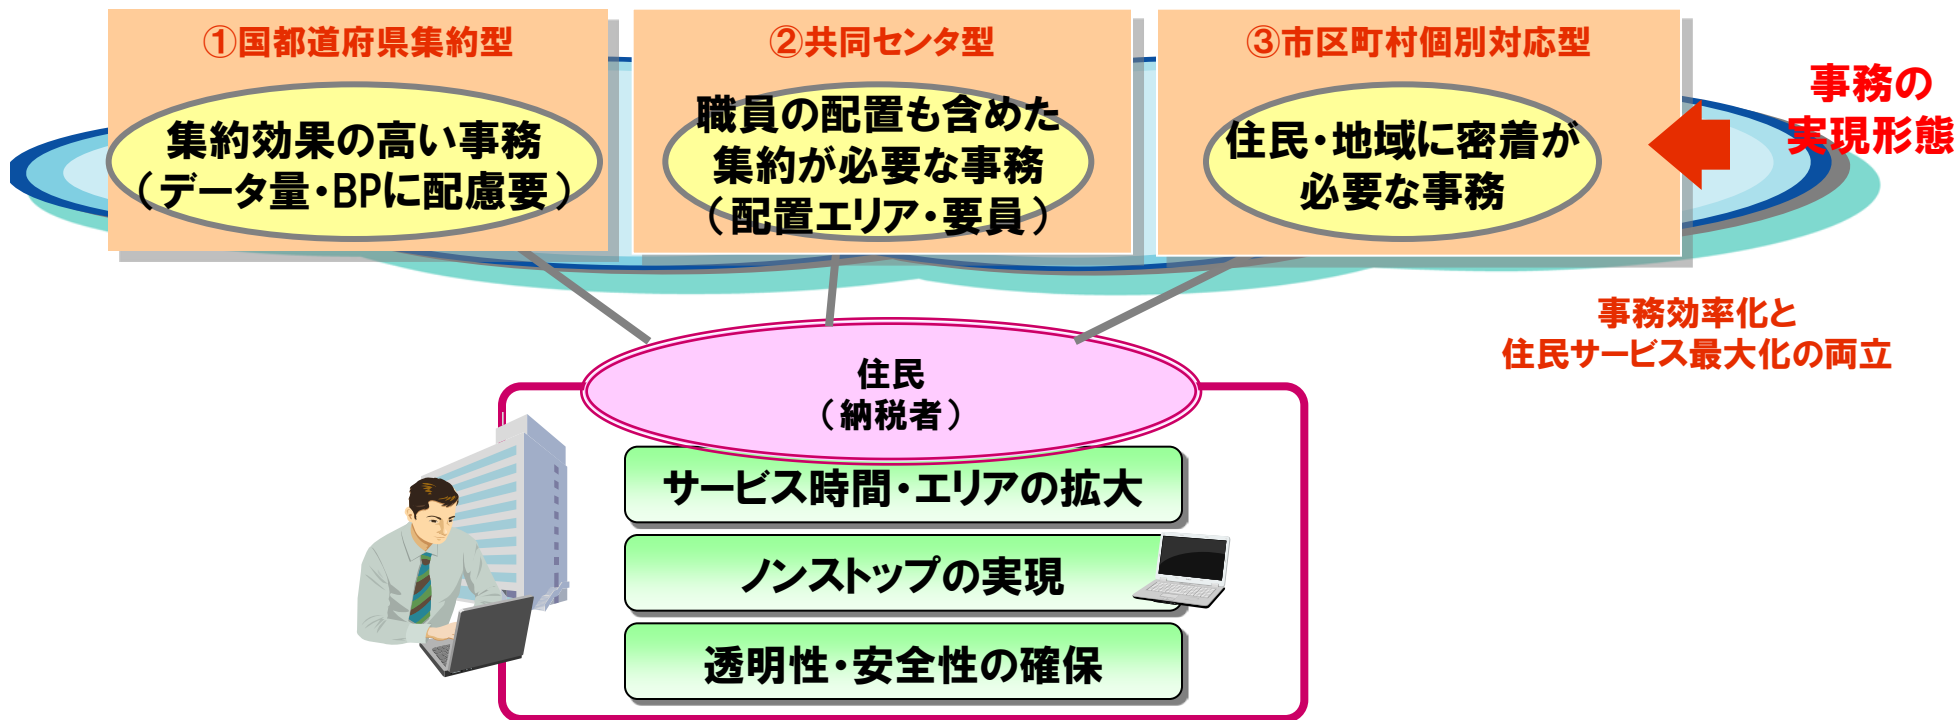 ①国都道府県集約型
集約効果の高い事務
（データ量・BPに配慮要）
②共同センタ型
職員の配置も含めた
集約が必要な事務
（配置エリア・要員）
③市区町村個別対応型
住民・地域に密着が
必要な事務
事務の
実現形態
事務効率化と
住民サービス最大化の両立
住民
（納税者）
サービス時間・エリアの拡大
ノンストップの実現
透明性・安全性の確保